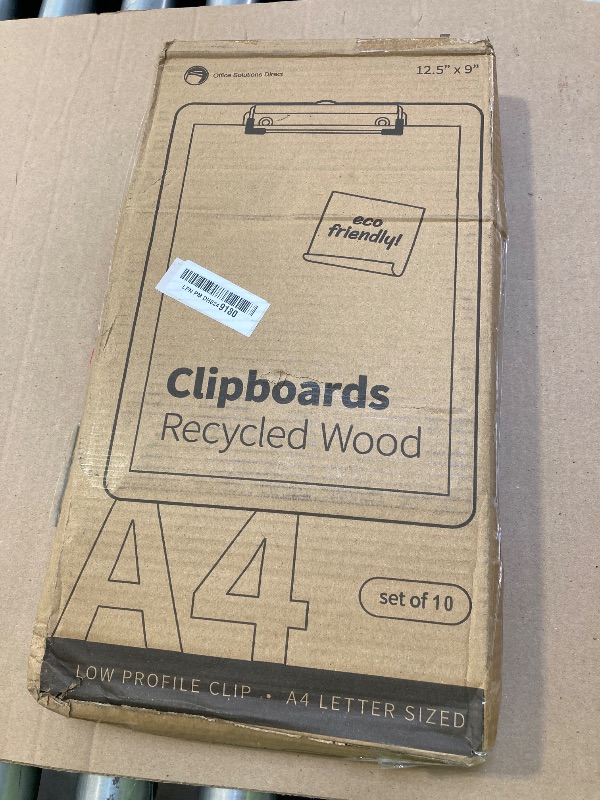 Office Solutions Direct
12.5” x 9”
eco
friendly!
9180
Clipboards
Recycled Wood
A4
set of 10
LOW PROFILE CLIP • A4 LETTER SIZED